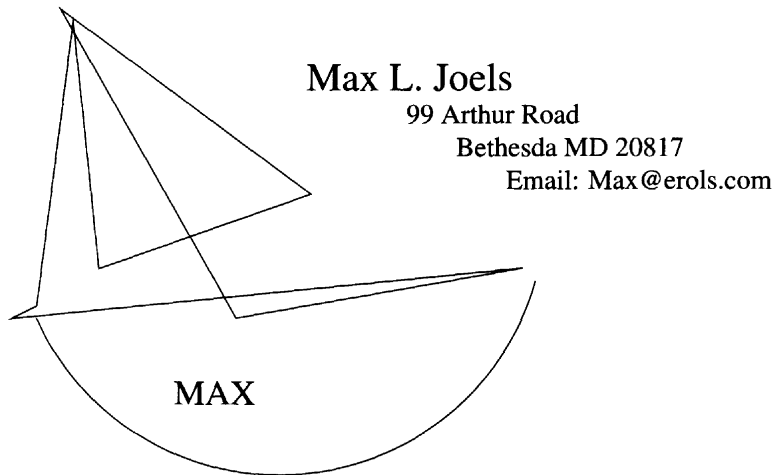 Max L. Joels
99 Arthur Road
Bethesda MD 20817
Email: Max@erols.com
MAX